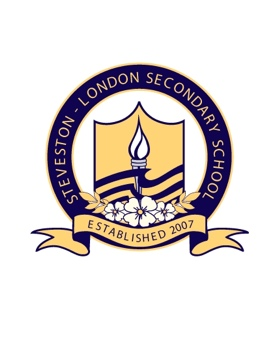 STEVESTON - LONDON SECONDARY SCHOOL
ESTABLISHED 2007